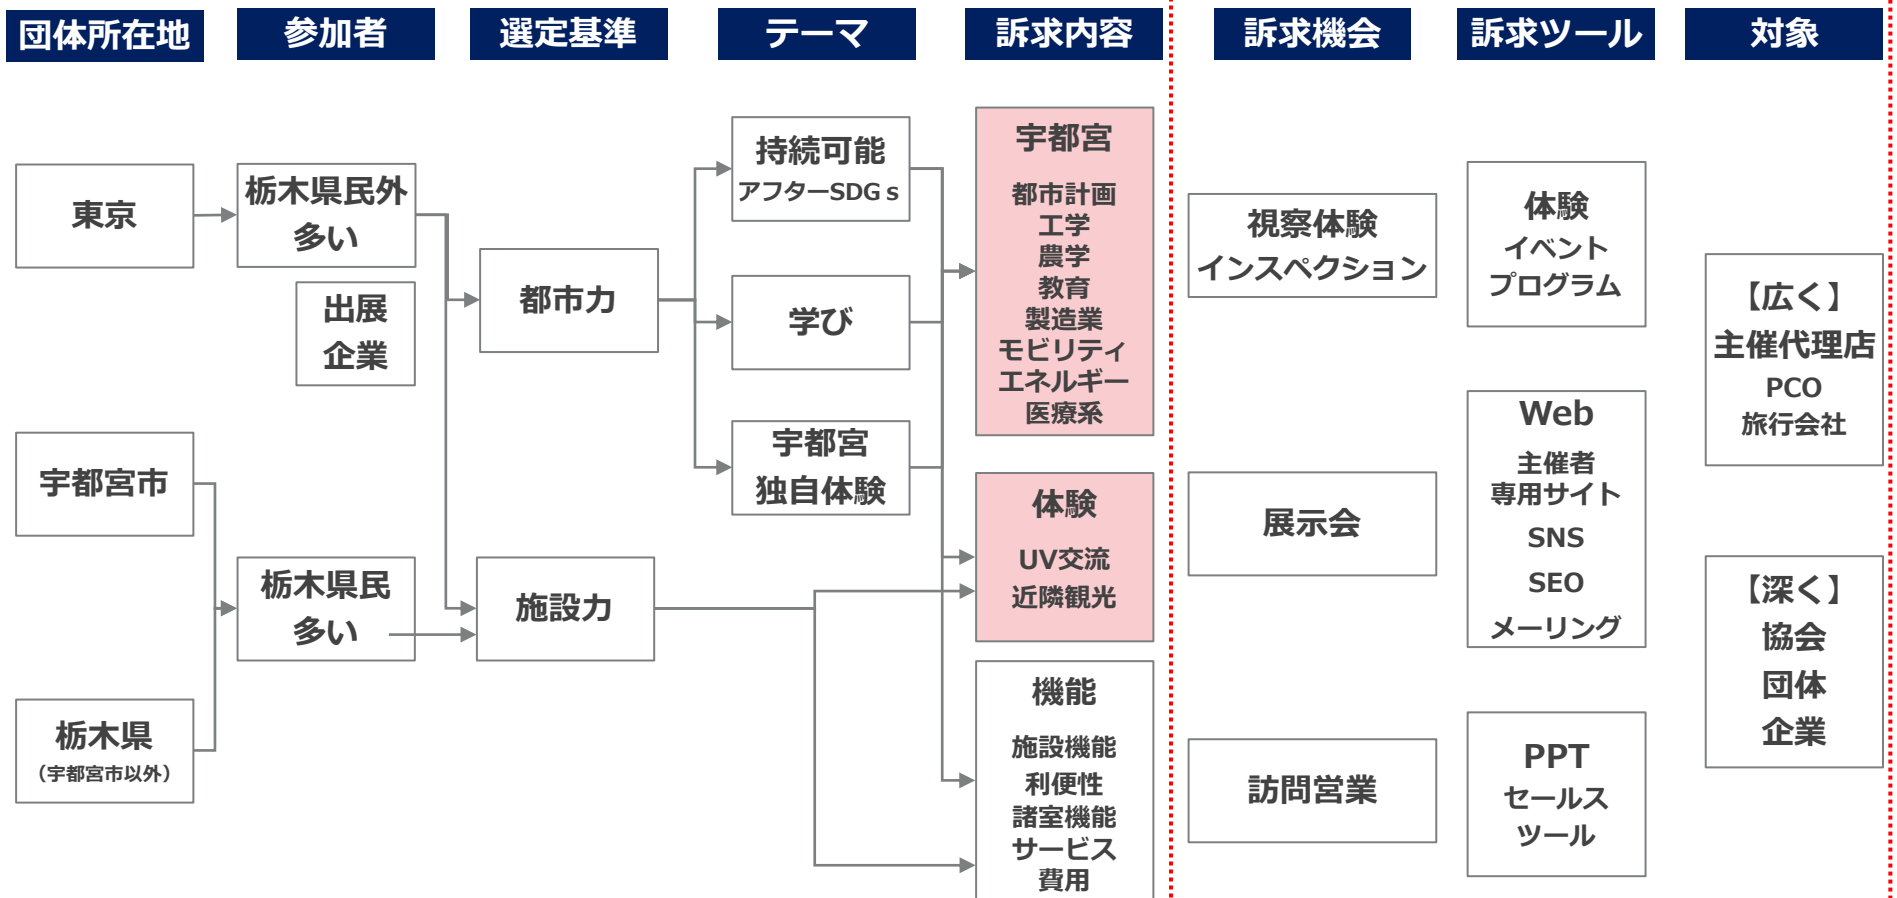 団体所在地
参加者
選定基準
テーマ
訴求内容
訴求機会
訴求ツール
対象
東京
宇都宮市
栃木県
（宇都宮市以外）
栃木県民外
多い
出展
企業
栃木県民
多い
都市力
施設力
持続可能
アフターSDGｓ
学び
宇都宮
独自体験
宇都宮
都市計画
工学
農学
教育
製造業
モビリティ
エネルギー
医療系
体験
UV交流
近隣観光
機能
施設機能
利便性
諸室機能
サービス
費用
視察体験
インスペクション
展示会
訪問営業
体験
イベント
プログラム
Web
主催者
専用サイト
SNS
SEO
メーリング
PPT
セールス
ツール
【広く】
主催代理店
PCO
旅行会社
【深く】
協会
団体
企業